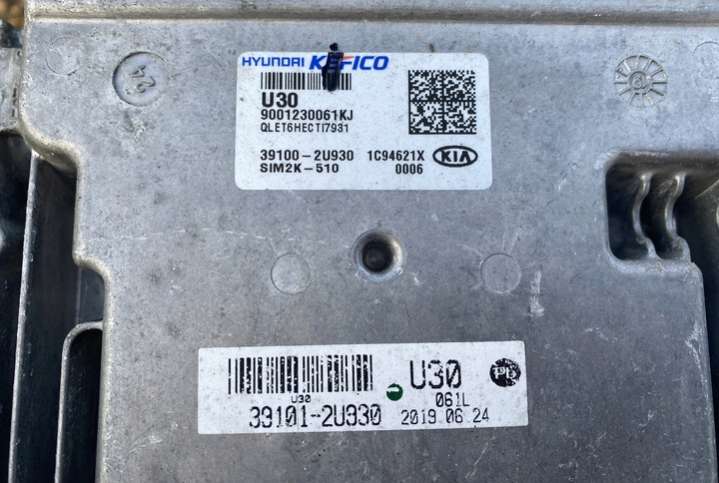 24
HYUNDAI KEFICO
U30
9001230061KJ
QLET6HECTI7931
39100-2U930 1C94621X KIA
SIM2K-510 0006
U30
U30
061L
39101-2U930 2019.06.24
PB